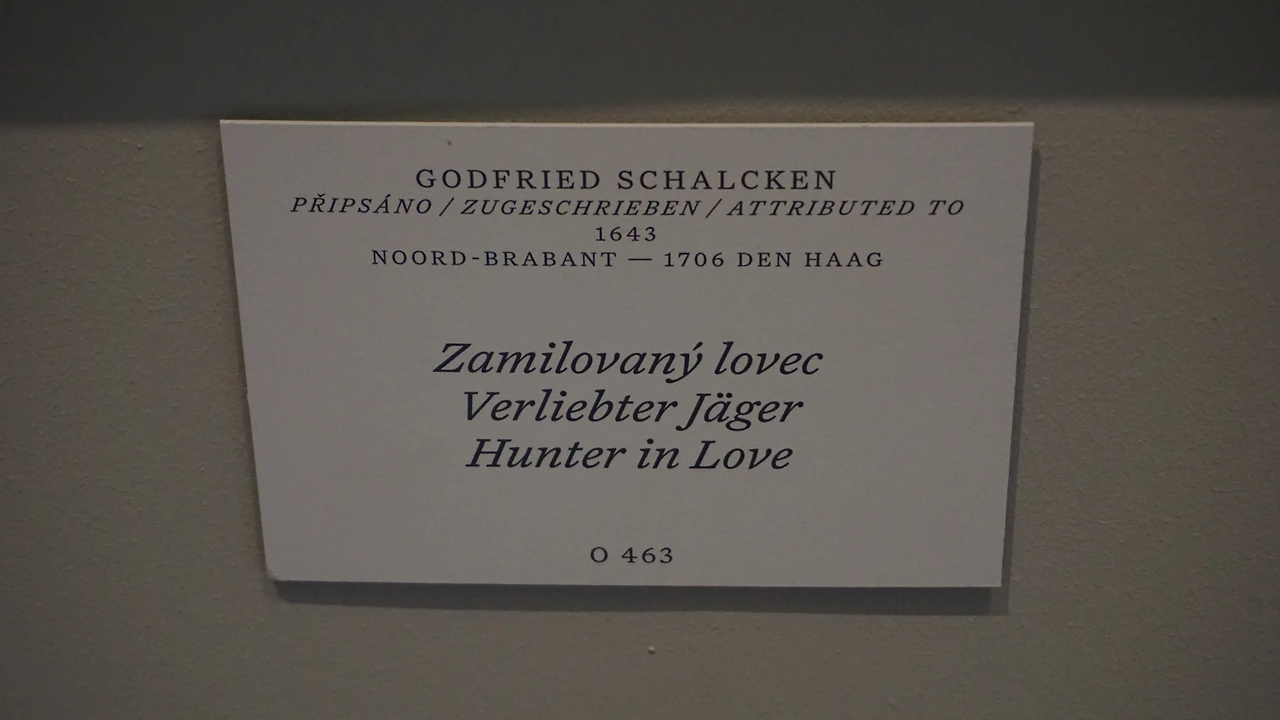 GODFRIED SCHALCKEN
PŘIPSÁNO / ZUGESCHRIEBEN / ATTRIBUTED TO
1643
NOORD-BRABANT — 1706 DEN HAAG
Zamilovaný lovec
Verliebter Jäger
Hunter in Love
O 463